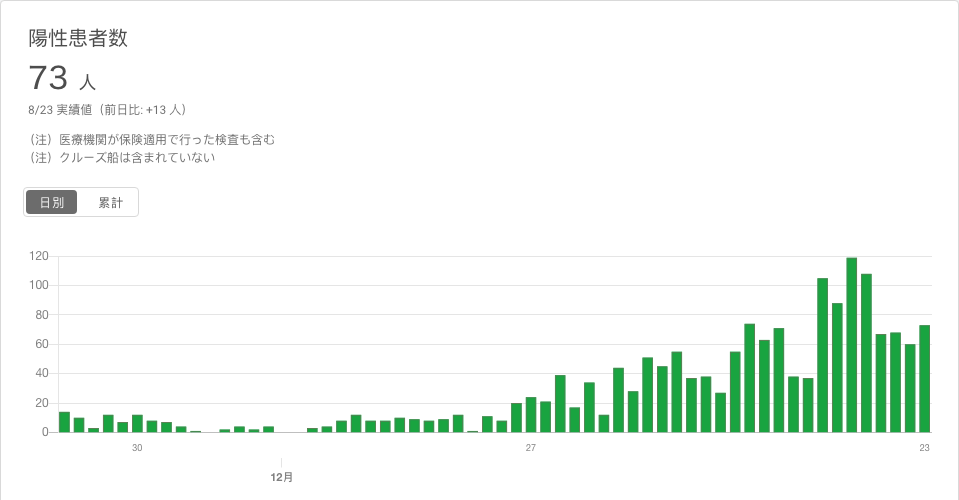 陽性患者数
73 人
8/23 実績値（前日比: +13 人）
（注）医療機関が保険適用で行った検査も含む
（注）クルーズ船は含まれていない
日別 累計
120
100
80
60
40
20
0
30 27 23
12月